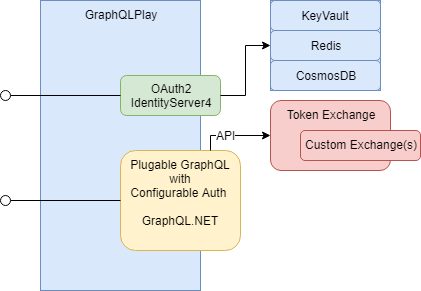 GraphQLPlay
KeyVault
Redis
CosmosDB
OAuth2
IdentityServer4
API
Token Exchange
Custom Exchange(s)
Plugable GraphQL
with
Configurable Auth
GraphQL.NET